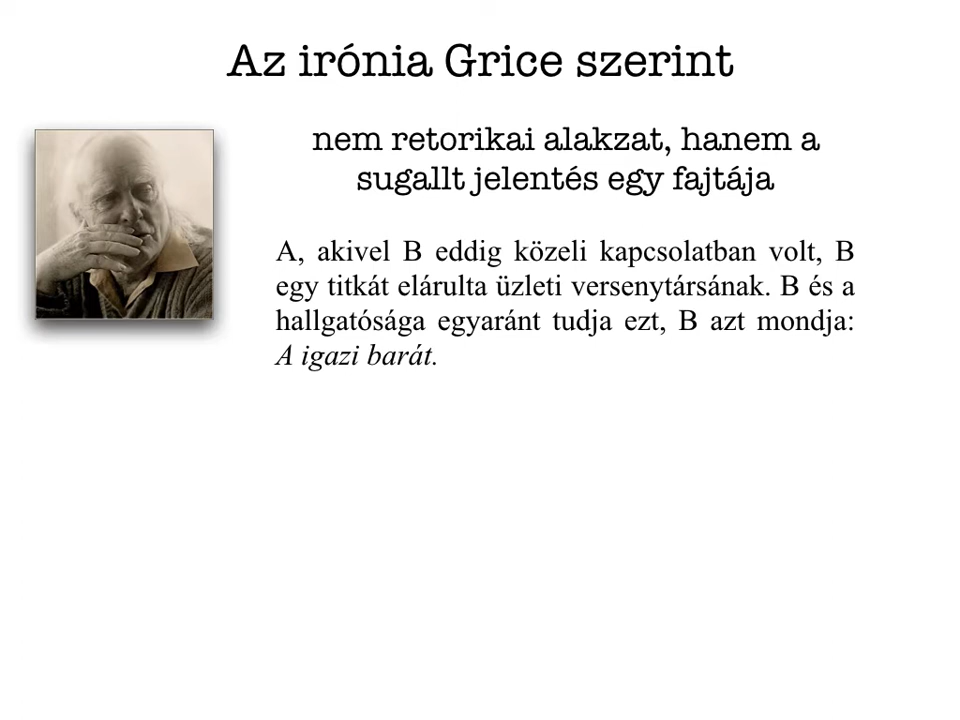 Az irónia Grice szerint
nem retorikai alakzat, hanem a
sugallt jelentés egy fajtája
A, akivel B eddig közeli kapcsolatban volt, B
egy titkát elárulta üzleti versenytársának. B és a
hallgatósága egyaránt tudja ezt, B azt mondja:
A igazi barát.